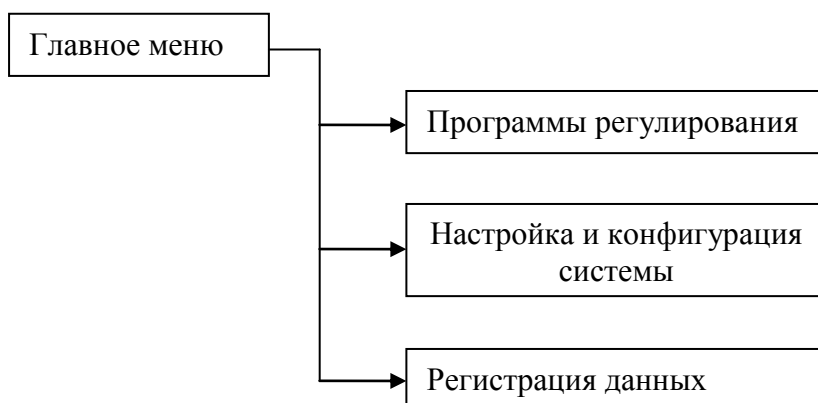 Главное меню
Программы регулирования
Настройка и конфигурация
системы
Регистрация данных